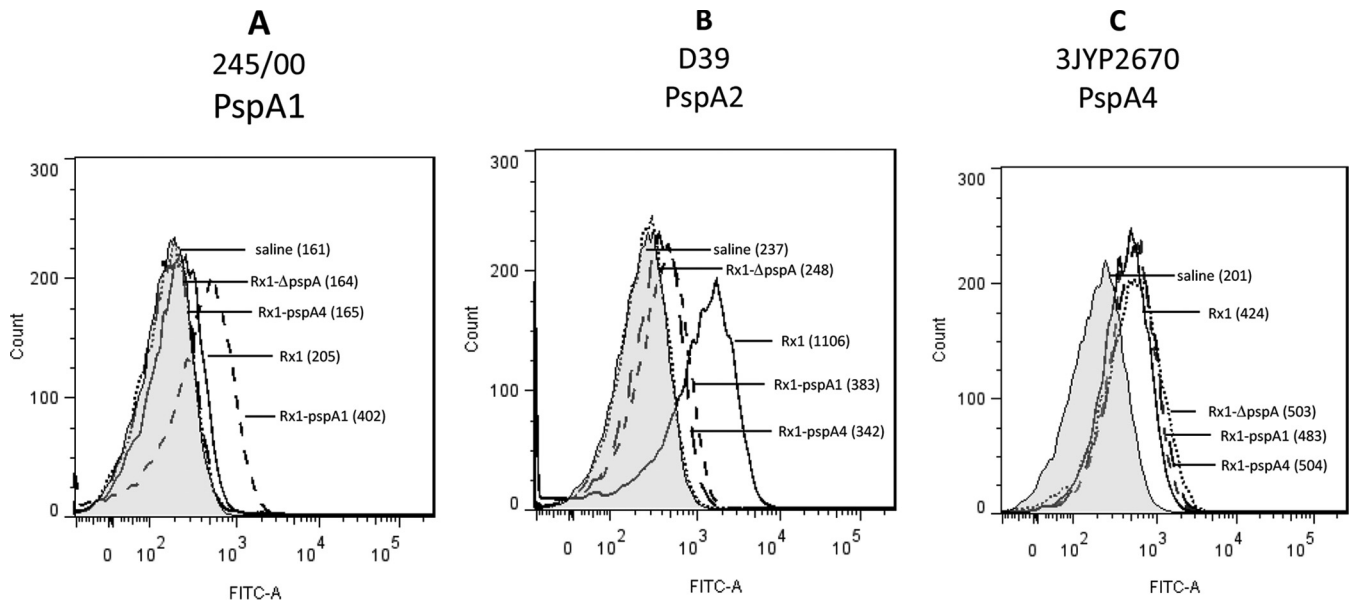 A
245/00
PspA1
300
200
100
0
Count
saline (161)
Rx1-ΔpspA (164)
Rx1-pspA4 (165)
Rx1 (205)
Rx1-pspA1 (402)
0 10² 10³ 10⁴ 10⁵
FITC-A
B
D39
PspA2
300
200
100
0
Count
saline (237)
Rx1-ΔpspA (248)
Rx1 (1106)
Rx1-pspA1 (383)
Rx1-pspA4 (342)
0 10² 10³ 10⁴ 10⁵
FITC-A
C
3JYP2670
PspA4
300
200
100
0
Count
saline (201)
Rx1 (424)
Rx1-ΔpspA (503)
Rx1-pspA1 (483)
Rx1-pspA4 (504)
0 10² 10³ 10⁴ 10⁵
FITC-A